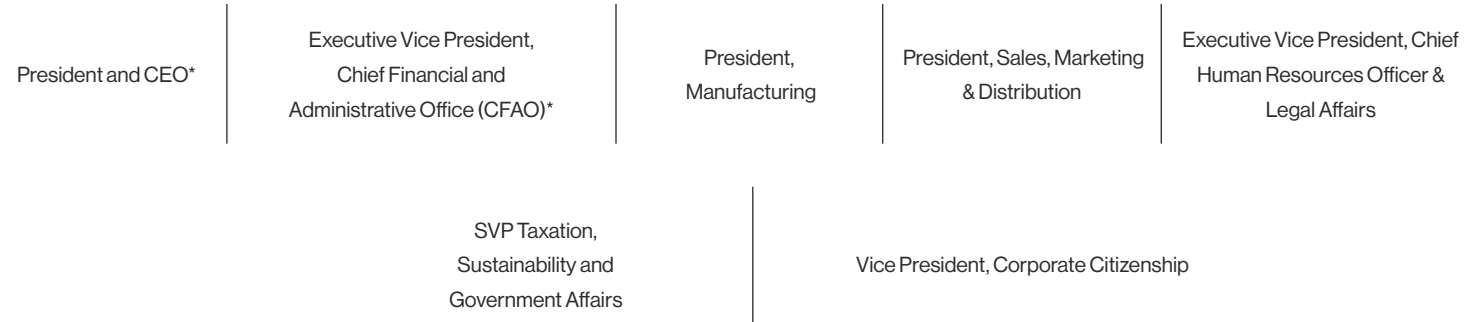 President and CEO*
Executive Vice President,
Chief Financial and
Administrative Office (CFAO)*
President,
Manufacturing
President, Sales, Marketing
& Distribution
Executive Vice President, Chief
Human Resources Officer &
Legal Affairs
SVP Taxation,
Sustainability and
Government Affairs
Vice President, Corporate Citizenship